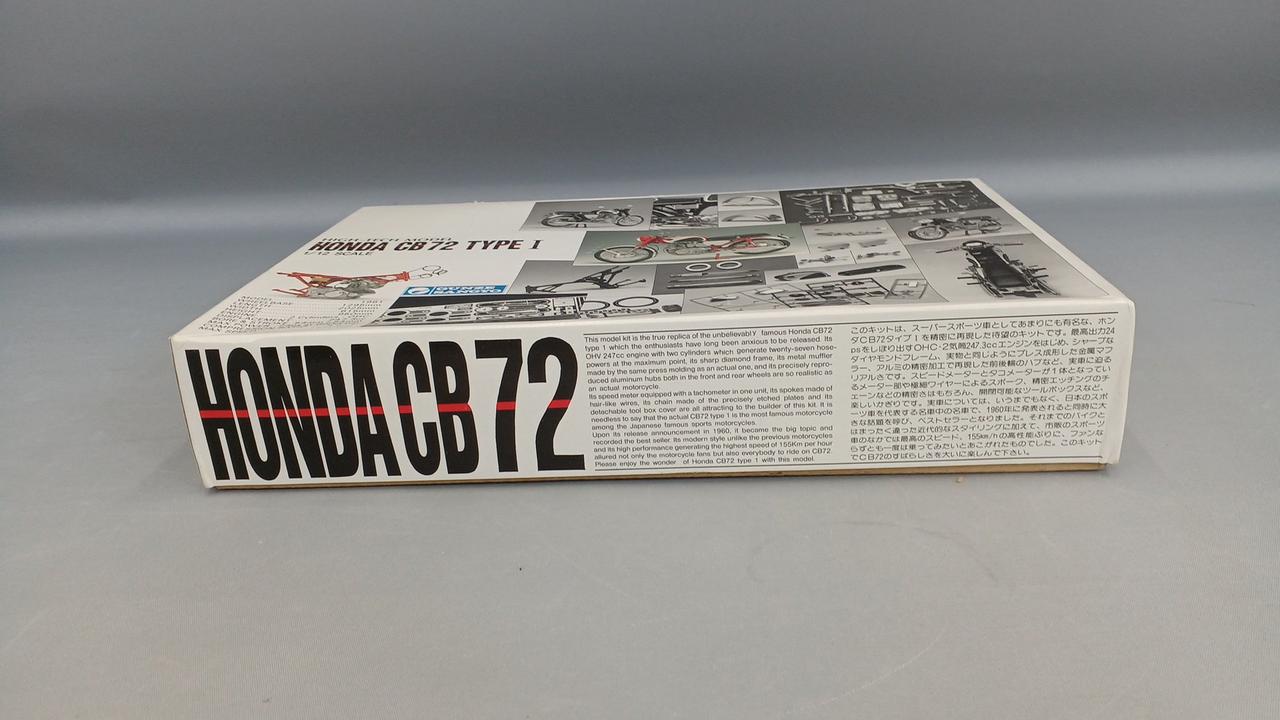 HONDA CB72 TYPE I
1/12 SCALE
GUNZE
SANGYO
HONDA CB 72
This model kit is the true replica of the unbelievably famous Honda CB72
type 1 which the enthusiasts have long been anxious to be released. Its
OHV 247cc engine with two cylinders which generate twenty-seven hose-
powers at the maximum point, its sharp diamond frame, its metal muffler
made by the same press molding as an actual one, and its precisely repro-
duced aluminum hubs both in the front and rear wheels are so realistic as
an actual motorcycle.
Its speed meter equipped with a tachometer in one unit, its spokes made of
hair-like wires, its chain made of the precisely etched plates and its
detachable tool box cover are all attracting to the builder of this kit. It is
needless to say that the actual CB72 type 1 is the most famous motorcycle
among the Japanese famous sports motorcycles.
Upon its release announcement in 1960, it became the big topic and
recorded the best seller. Its modern style unlike the previous motorcycles
and its high performance generating the highest speed of 155Km per hour
allured not only the motorcycle fans but also everybody to ride on CB72.
Please enjoy the wonder of Honda CB72 type 1 with this model.
このキットは、スーパースポーツ車としてあまりにも有名な、ホン
ダCB72タイプ1を精密に再現した待望のキットです。最高出力24
psをしぼり出すOHC・2気筒247.3ccエンジンをはじめ、シャープな
ダイヤモンドフレーム、実物と同じようにプレス成形した金属マフ
ラー、アルミの精密加工で再現した前後輪のハブなど、実車に迫る
リアルさです。スピードメーターとタコメーターが1体となってい
るメーター部や極細ワイヤーによるスポーク、精密エッチングのチ
エーンなどの精密さはもちろん、開閉可能なツールボックスなど、
楽しいかぎりです。実車については、いうまでもなく、日本のスポ
ーツ車を代表する名車中の名車で、1960年に発表されると同時に大
きな話題を呼び、ベストセラーとなりました。それまでのバイクと
はまったく違った近代的なスタイリングに加えて、市販のスポーツ
車のなかでは最高のスピード、155km/hの高性能ぶりに、ファンな
らずとも一度は乗ってみたいとあこがれたものでした。このキット
でCB72のすばらしさを大いに楽しんで下さい。